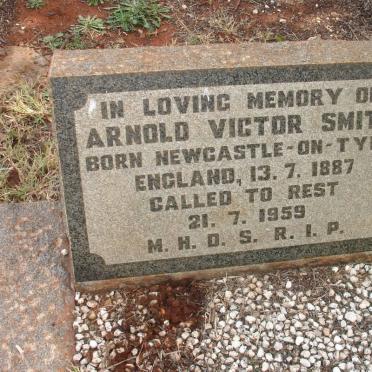 IN LOVING MEMORY O
ARNOLD VICTOR SMIT
BORN NEWCASTLE-ON-TY
ENGLAND, 13. 7. 1887
CALLED TO REST
21. 7. 1959
M. H. D. S. R. I. P.